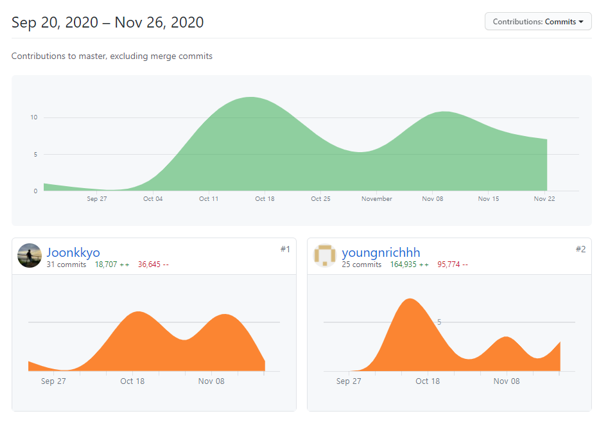 Sep 20, 2020 – Nov 26, 2020
Contributions: Commits
Contributions to master, excluding merge commits
10
5
0
Sep 27 Oct 04 Oct 11 Oct 18 Oct 25 November Nov 08 Nov 15 Nov 22
Joonkkyo #1
31 commits 18,707 ++ 36,645 --
Sep 27 Oct 18 Nov 08
youngnrichhh #2
25 commits 164,935 ++ 95,774 --
5
Sep 27 Oct 18 Nov 08